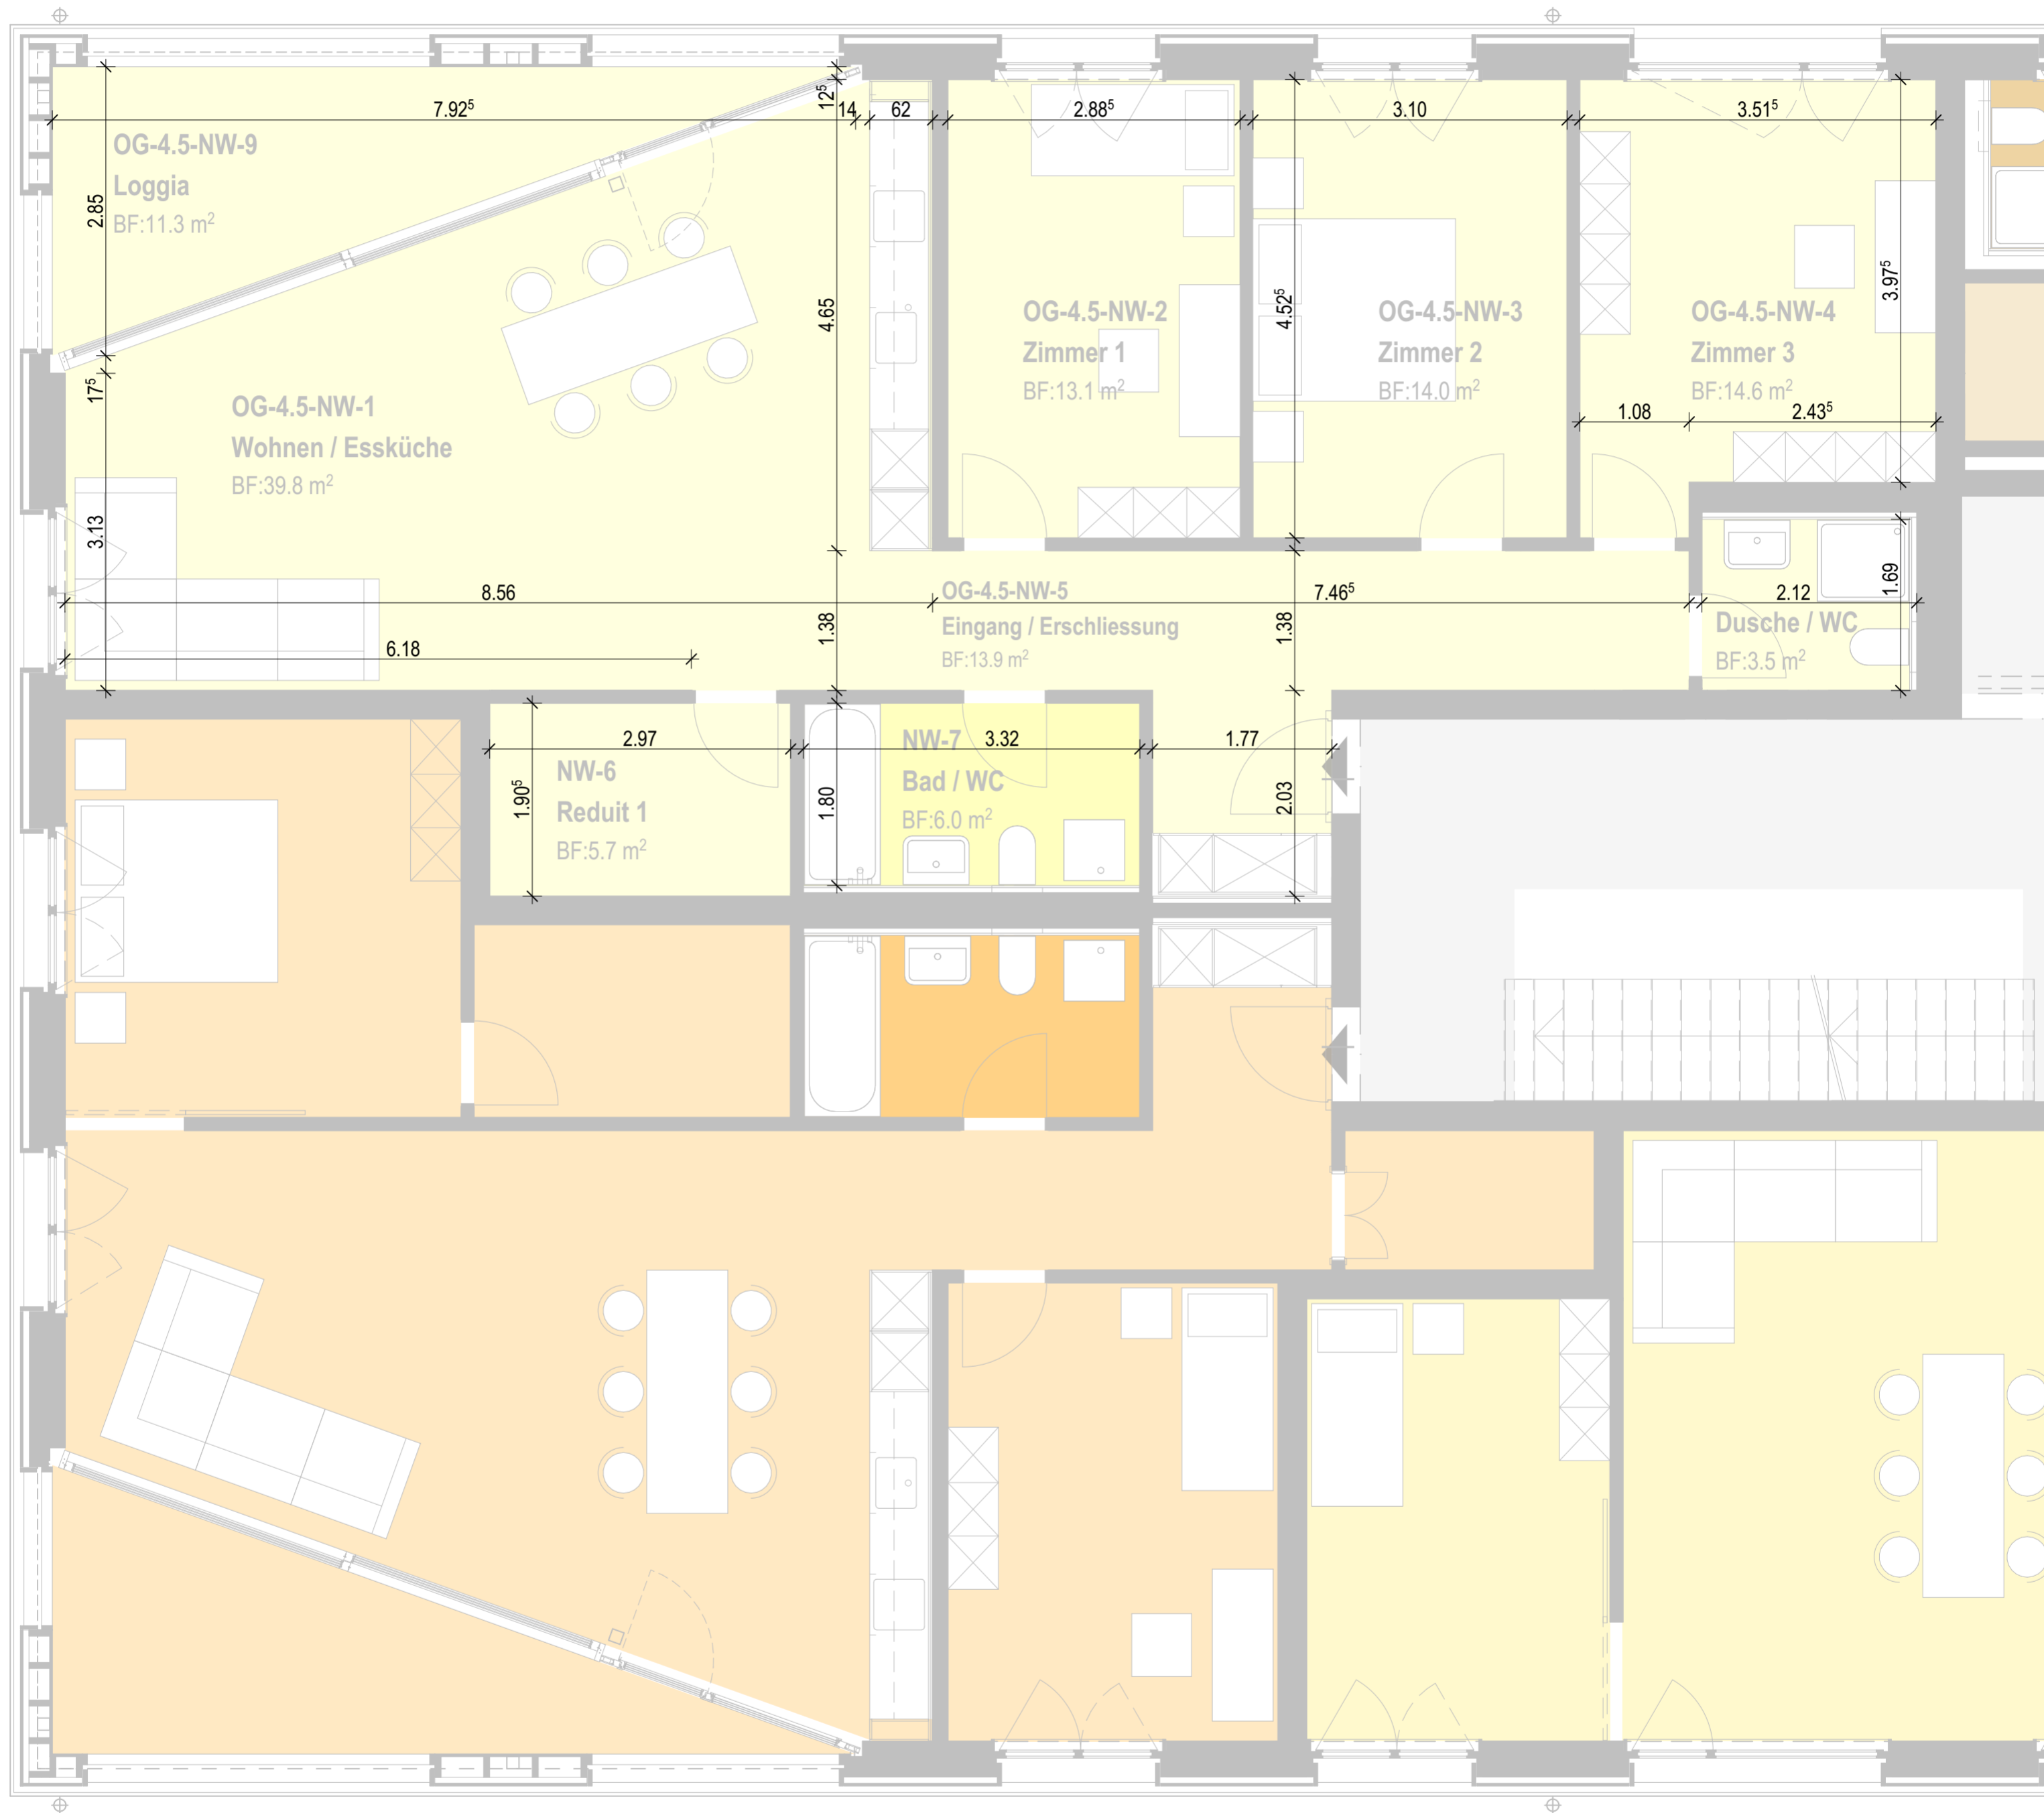 7.92⁵
12⁵
14
62
2.88⁵
3.10
3.51⁵
OG-4.5-NW-9
Loggia
BF:11.3 m²
2.85
4.65
4.52⁵
3.97⁵
OG-4.5-NW-2
Zimmer 1
BF:13.1 m²
OG-4.5-NW-3
Zimmer 2
BF:14.0 m²
OG-4.5-NW-4
Zimmer 3
BF:14.6 m²
17⁵
OG-4.5-NW-1
Wohnen / Essküche
BF:39.8 m²
1.08
2.43⁵
3.13
8.56
7.46⁵
2.12
1.69
OG-4.5-NW-5
Eingang / Erschliessung
BF:13.9 m²
1.38
1.38
Dusche / WC
BF:3.5 m²
6.18
2.97
3.32
1.77
NW-6
Reduit 1
BF:5.7 m²
1.90⁵
NW-7
Bad / WC
BF:6.0 m²
1.80
2.03